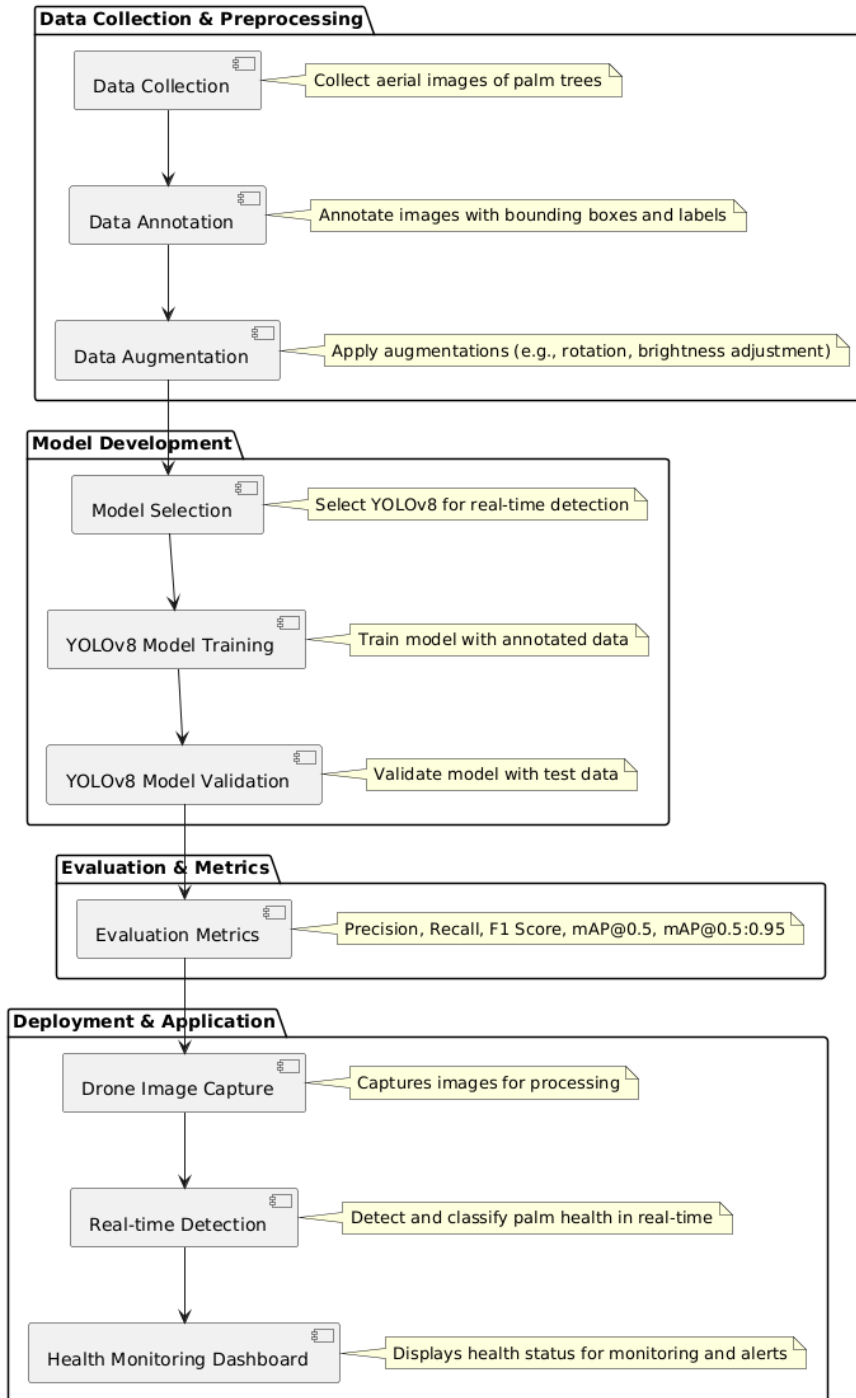 Data Collection & Preprocessing
Data Collection
Collect aerial images of palm trees
Data Annotation
Annotate images with bounding boxes and labels
Data Augmentation
Apply augmentations (e.g., rotation, brightness adjustment)
Model Development
Model Selection
Select YOLOv8 for real-time detection
YOLOv8 Model Training
Train model with annotated data
YOLOv8 Model Validation
Validate model with test data
Evaluation & Metrics
Evaluation Metrics
Precision, Recall, F1 Score, mAP@0.5, mAP@0.5:0.95
Deployment & Application
Drone Image Capture
Captures images for processing
Real-time Detection
Detect and classify palm health in real-time
Health Monitoring Dashboard
Displays health status for monitoring and alerts